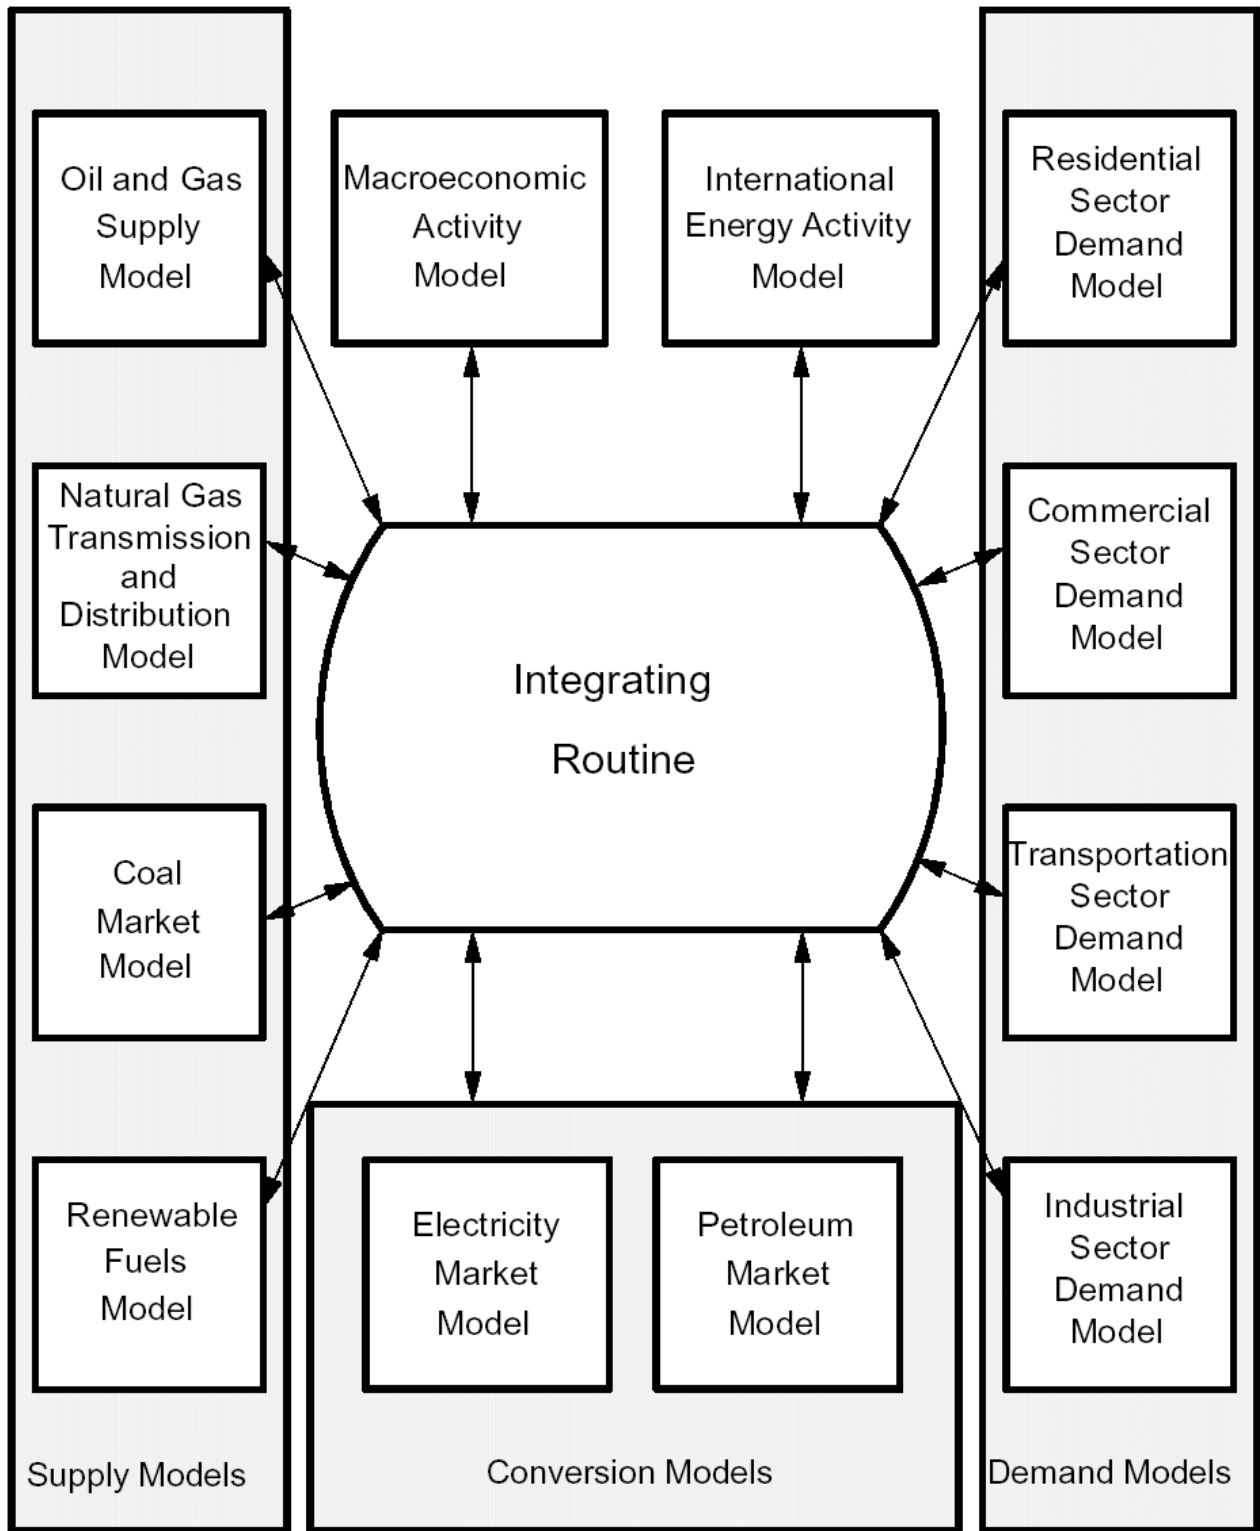 Oil and Gas
Supply
Model
Macroeconomic
Activity
Model
International
Energy Activity
Model
Residential
Sector
Demand
Model
Natural Gas
Transmission
and
Distribution
Model
Commercial
Sector
Demand
Model
Integrating
Routine
Coal
Market
Model
Transportation
Sector
Demand
Model
Renewable
Fuels
Model
Electricity
Market
Model
Petroleum
Market
Model
Industrial
Sector
Demand
Model
Supply Models
Conversion Models
Demand Models